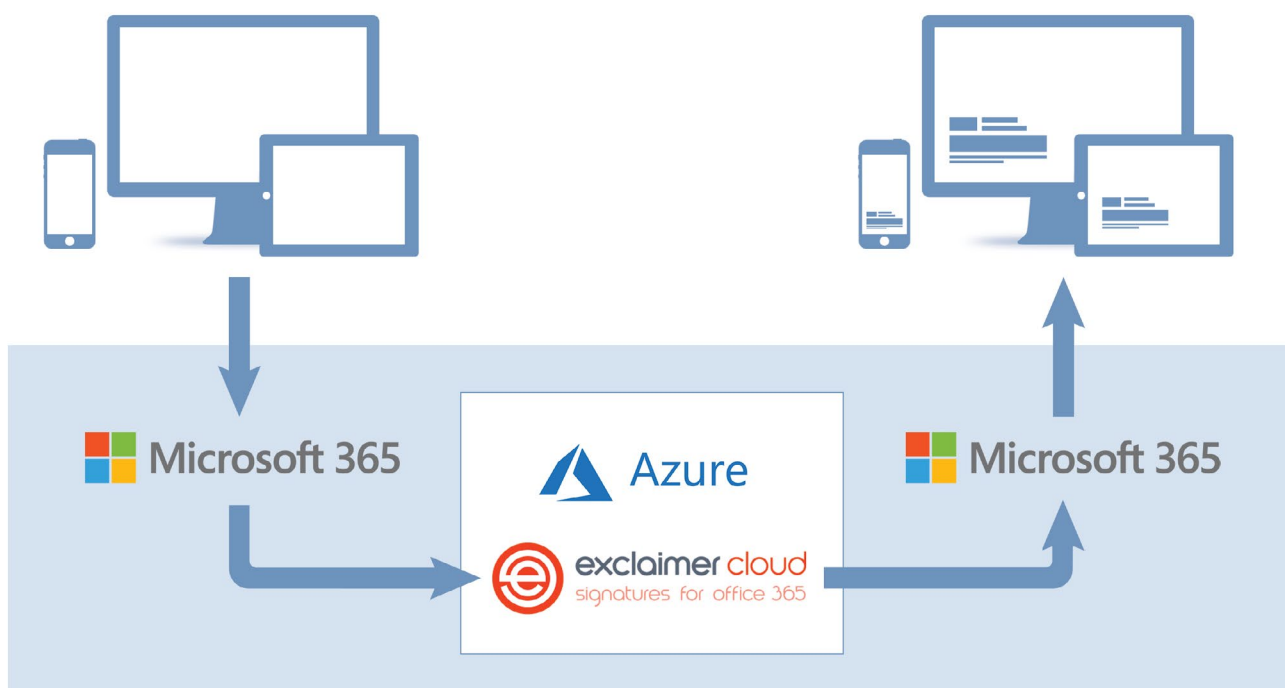 Microsoft 365
Azure
exclaimer cloud
signatures for office 365
Microsoft 365